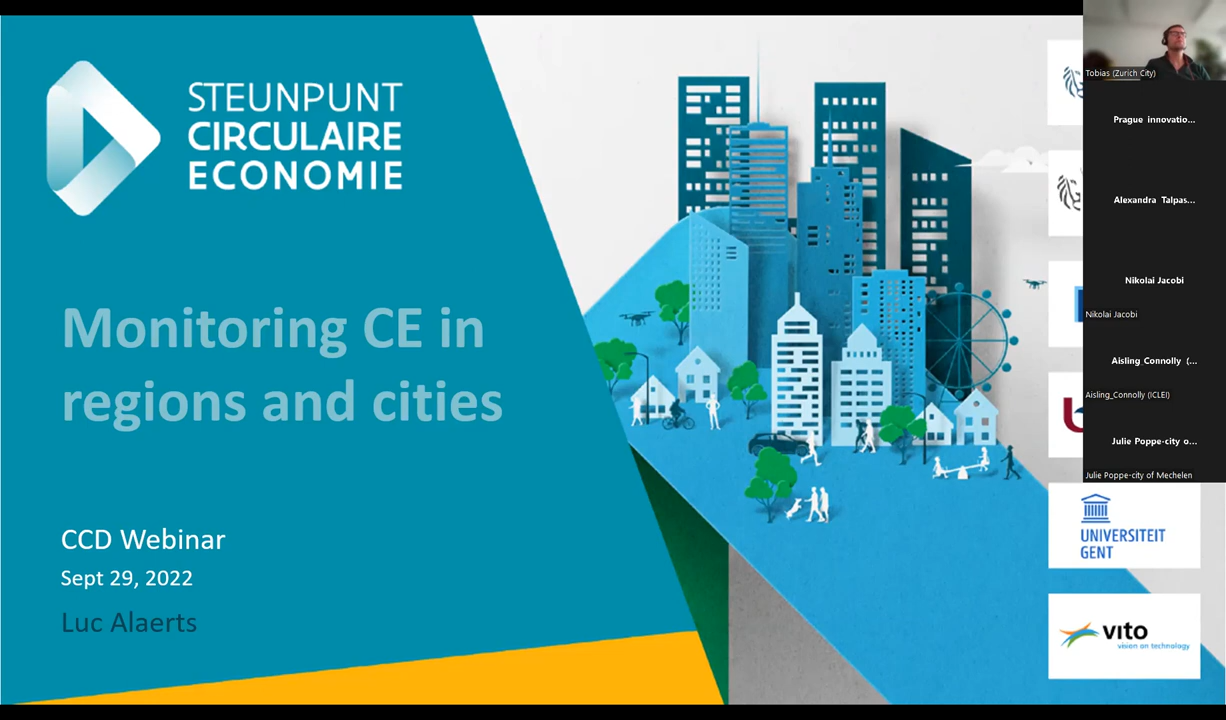 STEUNPUNT
CIRCULAIRE
ECONOMIE
Monitoring CE in
regions and cities
CCD Webinar
Sept 29, 2022
Luc Alaerts
Tobias (Zurich City)
Prague innovatio...
Alexandra Talpas...
Nikolai Jacobi
Nikolai Jacobi
Aisling_Connolly (...
Aisling_Connolly (ICLEI)
Julie Poppe-city o...
Julie Poppe-city of Mechelen
UNIVERSITEIT
GENT
vito
vision on technology